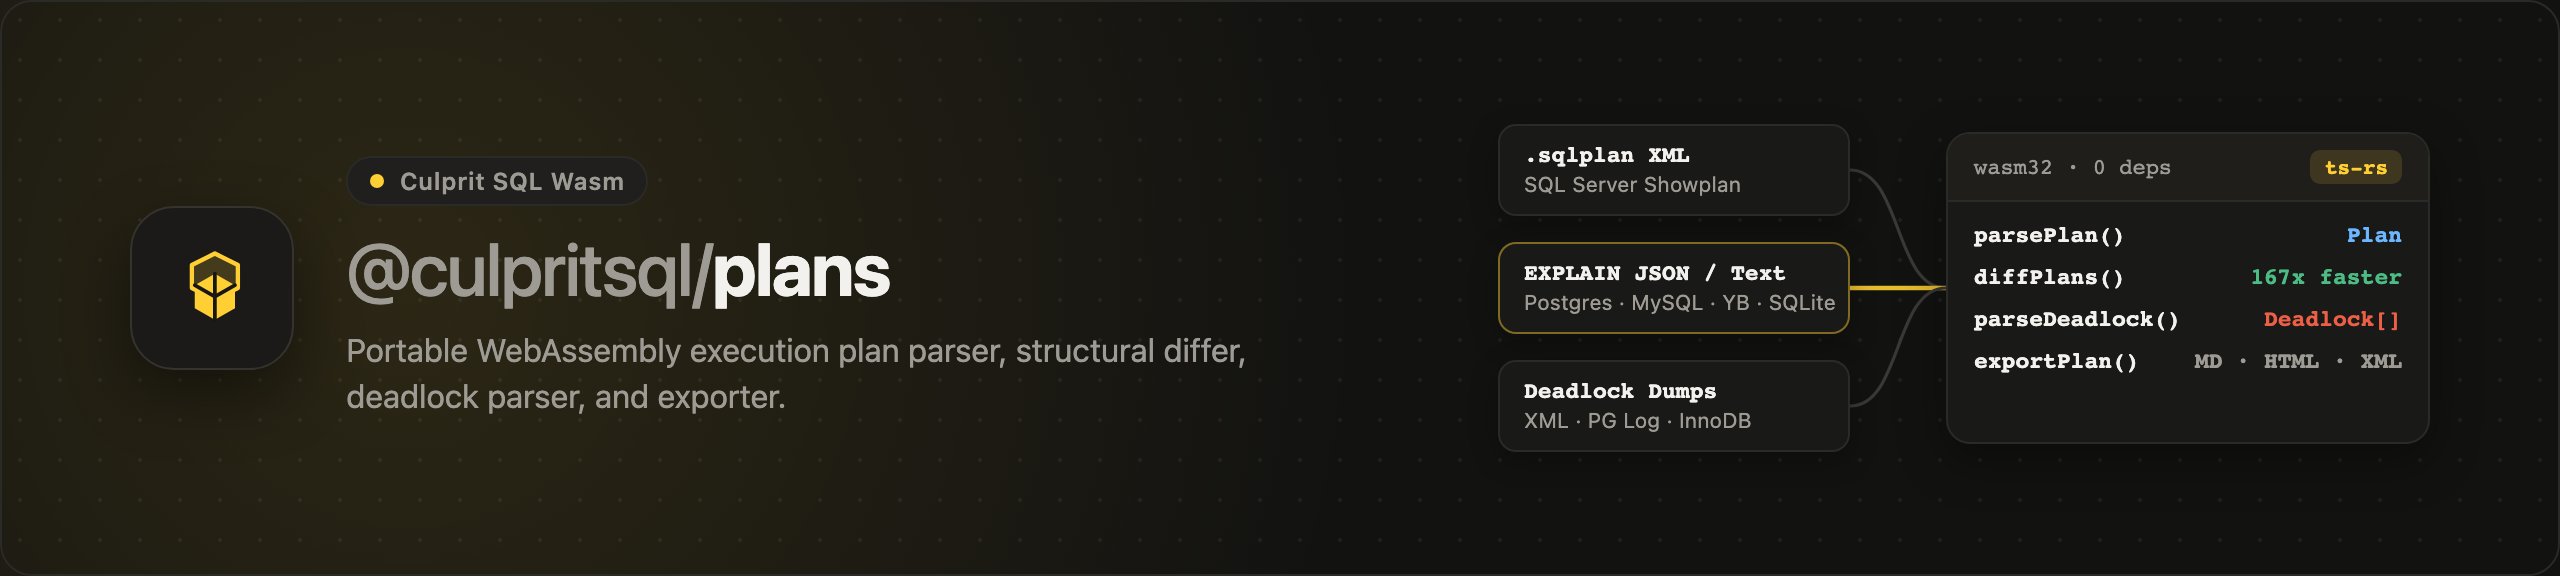 Culprit SQL Wasm
@culpritsql/plans
Portable WebAssembly execution plan parser, structural differ,
deadlock parser, and exporter.
.sqlplan XML
SQL Server Showplan
EXPLAIN JSON / Text
Postgres · MySQL · YB · SQLite
Deadlock Dumps
XML · PG Log · InnoDB
wasm32 · 0 deps ts-rs
parsePlan() Plan
diffPlans() 167x faster
parseDeadlock() Deadlock[]
exportPlan() MD · HTML · XML